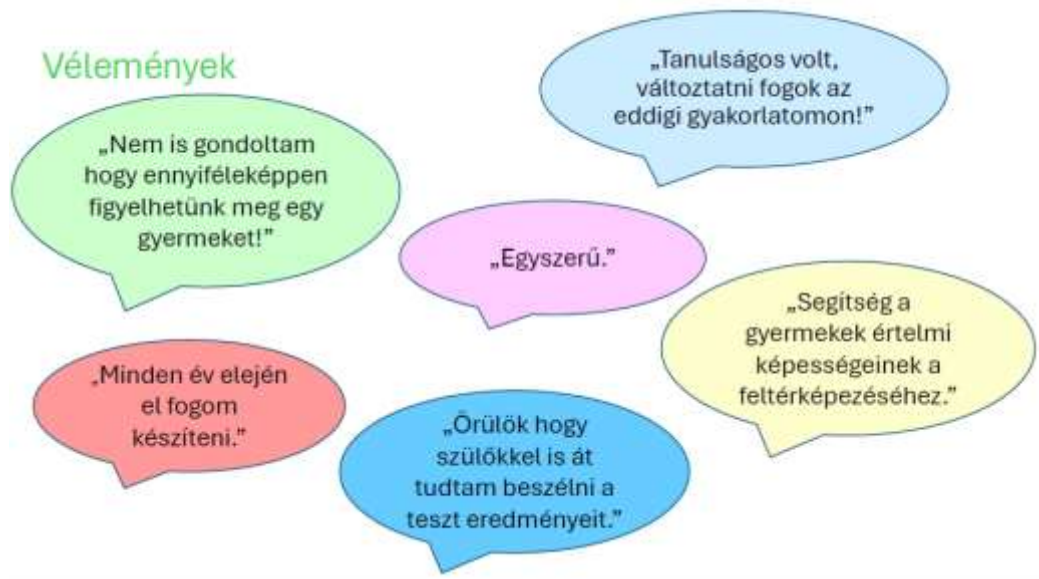 Vélemények
„Tanulságos volt,
változtatni fogok az
eddigi gyakorlatomon!”
„Nem is gondoltam
hogy ennyiféleképpen
figyelhetünk meg egy
gyermeket!”
„Egyszerű.”
„Segítség a
gyermekek értelmi
képességeinek a
feltérképezéséhez.”
„Minden év elején
el fogom
készíteni.”
„Örülök hogy
szülőkkel is át
tudtam beszélni a
teszt eredményeit.”